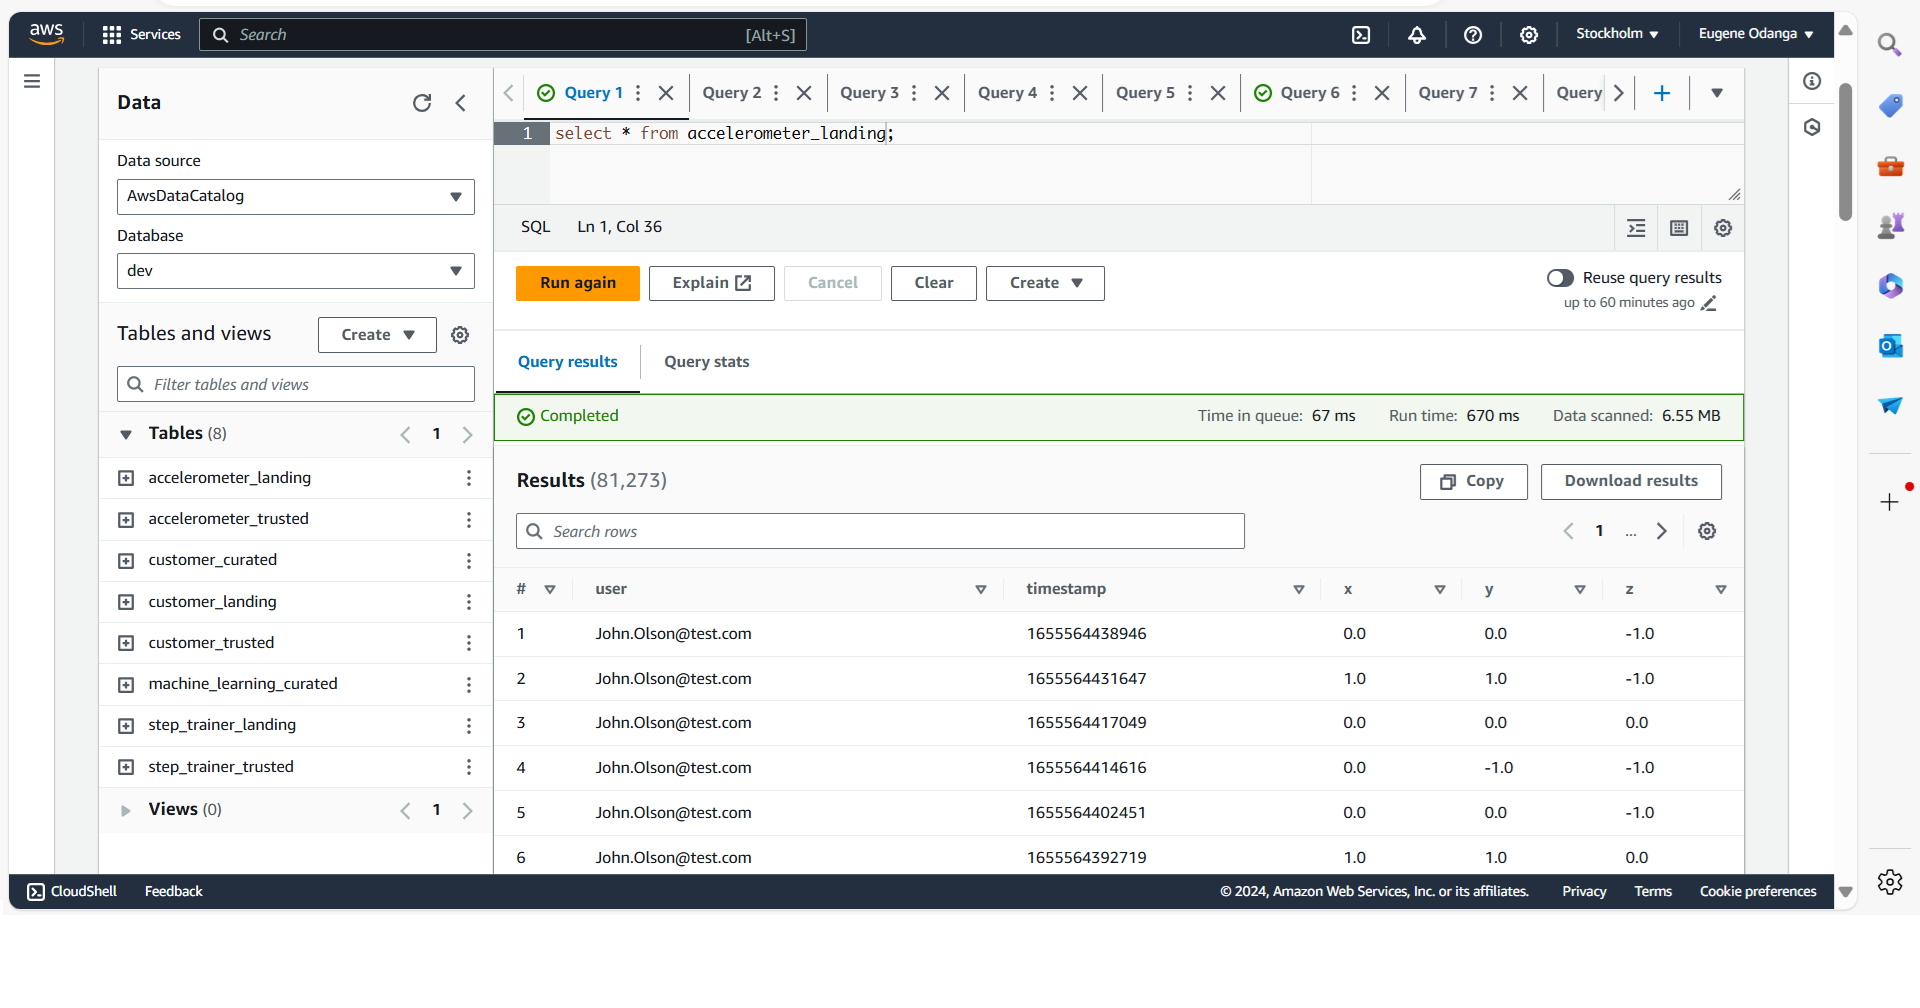 aws Services Search [Alt+S] Stockholm Eugene Odanga
Data
Data source
AwsDataCatalog
Database
dev
Tables and views Create
Filter tables and views
Tables (8) 1
accelerometer_landing
accelerometer_trusted
customer_curated
customer_landing
customer_trusted
machine_learning_curated
step_trainer_landing
step_trainer_trusted
Views (0) 1
Query 1 Query 2 Query 3 Query 4 Query 5 Query 6 Query 7 Query
1 select * from accelerometer_landing;
SQL Ln 1, Col 36
Run again Explain Cancel Clear Create Reuse query results
up to 60 minutes ago
Query results Query stats
Completed Time in queue: 67 ms Run time: 670 ms Data scanned: 6.55 MB
Results (81,273) Copy Download results
Search rows 1 ...
# user timestamp x y z
1 John.Olson@test.com 1655564438946 0.0 0.0 -1.0
2 John.Olson@test.com 1655564431647 1.0 1.0 -1.0
3 John.Olson@test.com 1655564417049 0.0 0.0 0.0
4 John.Olson@test.com 1655564414616 0.0 -1.0 -1.0
5 John.Olson@test.com 1655564402451 0.0 0.0 -1.0
6 John.Olson@test.com 1655564392719 1.0 1.0 0.0
CloudShell Feedback © 2024, Amazon Web Services, Inc. or its affiliates. Privacy Terms Cookie preferences